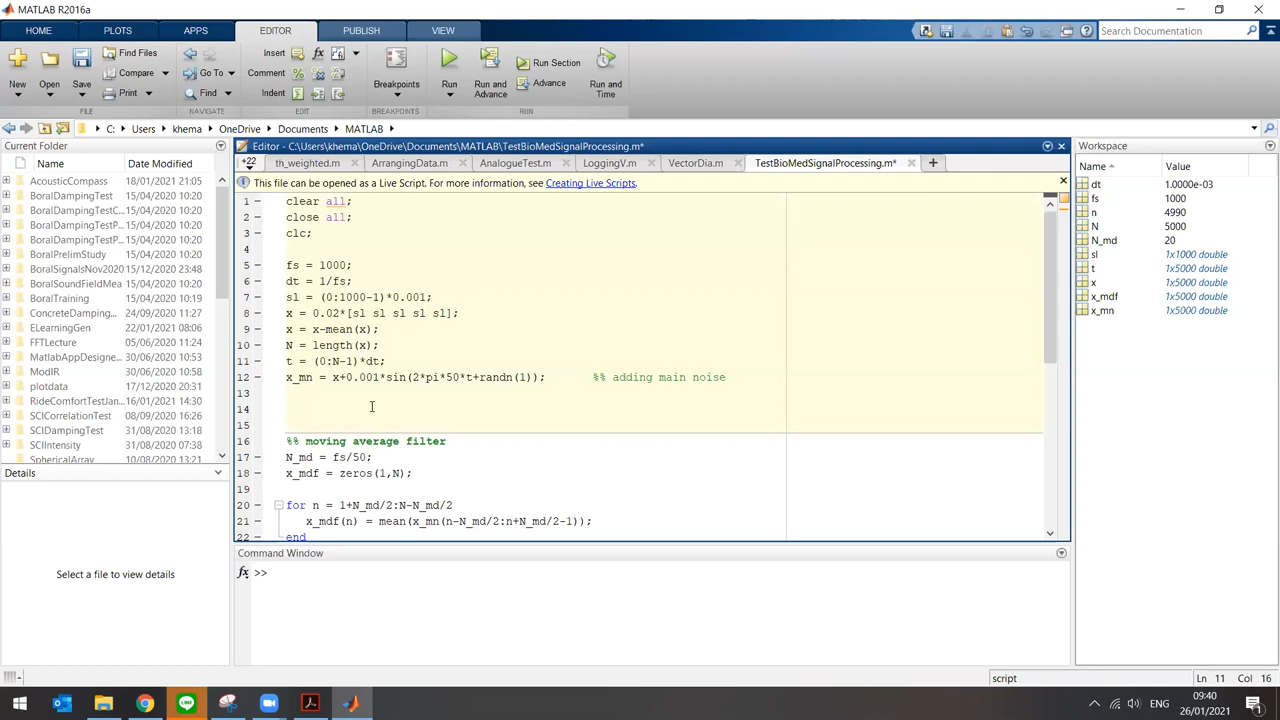 MATLAB R2016a
HOME PLOTS APPS EDITOR PUBLISH VIEW
Search Documentation
Find Files
Insert
fx
Run Section
New Open Save
Compare
Go To
Comment
Breakpoints
Run Run and Advance
Advance
Run and Time
Print
Find
Indent
FILE NAVIGATE EDIT BREAKPOINTS RUN
C: Users khema OneDrive Documents MATLAB
Current Folder
Editor - C:\Users\khema\OneDrive\Documents\MATLAB\TestBioMedSignalProcessing.m*
Workspace
Name Date Modified
+22 th_weighted.m ArrangingData.m AnalogueTest.m LoggingV.m VectorDia.m TestBioMedSignalProcessing.m*
Name Value
This file can be opened as a Live Script. For more information, see Creating Live Scripts.
AcousticCompass 18/01/2021 21:05
BoralDampingTest 15/04/2020 10:20
BoralDampingTestC... 15/04/2020 10:20
BoralDampingTestP... 15/04/2020 10:20
BoralDampingTestP... 15/04/2020 10:20
BoralPrelimStudy 15/04/2020 10:20
BoralSignalsNov2020 15/12/2020 23:48
BoralSoundFieldMea 15/04/2020 10:20
BoralTraining 15/04/2020 10:19
ConcreteDamping... 24/09/2020 11:27
ELearningGen 22/01/2021 08:06
FFTLecture 15/06/2020 11:24
MatlabAppDesigne... 30/06/2020 10:20
ModIR 30/06/2020 10:20
plotdata 17/12/2020 20:31
RideComfortTestJan... 16/01/2021 14:30
SCICorrelationTest 08/09/2020 16:26
SCIDampingTest 31/08/2020 13:18
SCIIntensity 31/08/2020 07:38
SphericalArray 10/08/2020 13:21
1 clear all;
2 close all;
3 clc;
4
5 fs = 1000;
6 dt = 1/fs;
7 sl = (0:1000-1)*0.001;
8 x = 0.02*[sl sl sl sl sl];
9 x = x-mean(x);
10 N = length(x);
11 t = (0:N-1)*dt;
12 x_mn = x+0.001*sin(2*pi*50*t+randn(1)); %% adding main noise
13
14
15
16 %% moving average filter
17 N_md = fs/50;
18 x_mdf = zeros(1,N);
19
20 for n = 1+N_md/2:N-N_md/2
21 x_mdf(n) = mean(x_mn(n-N_md/2:n+N_md/2-1));
22 end
dt 1.0000e-03
fs 1000
n 4990
N 5000
N_md 20
sl 1x1000 double
t 1x5000 double
x 1x5000 double
x_mdf 1x5000 double
x_mn 1x5000 double
Details
Select a file to view details
Command Window
fx >>
script Ln 11 Col 16
LINE
ENG
09:40
26/01/2021
1